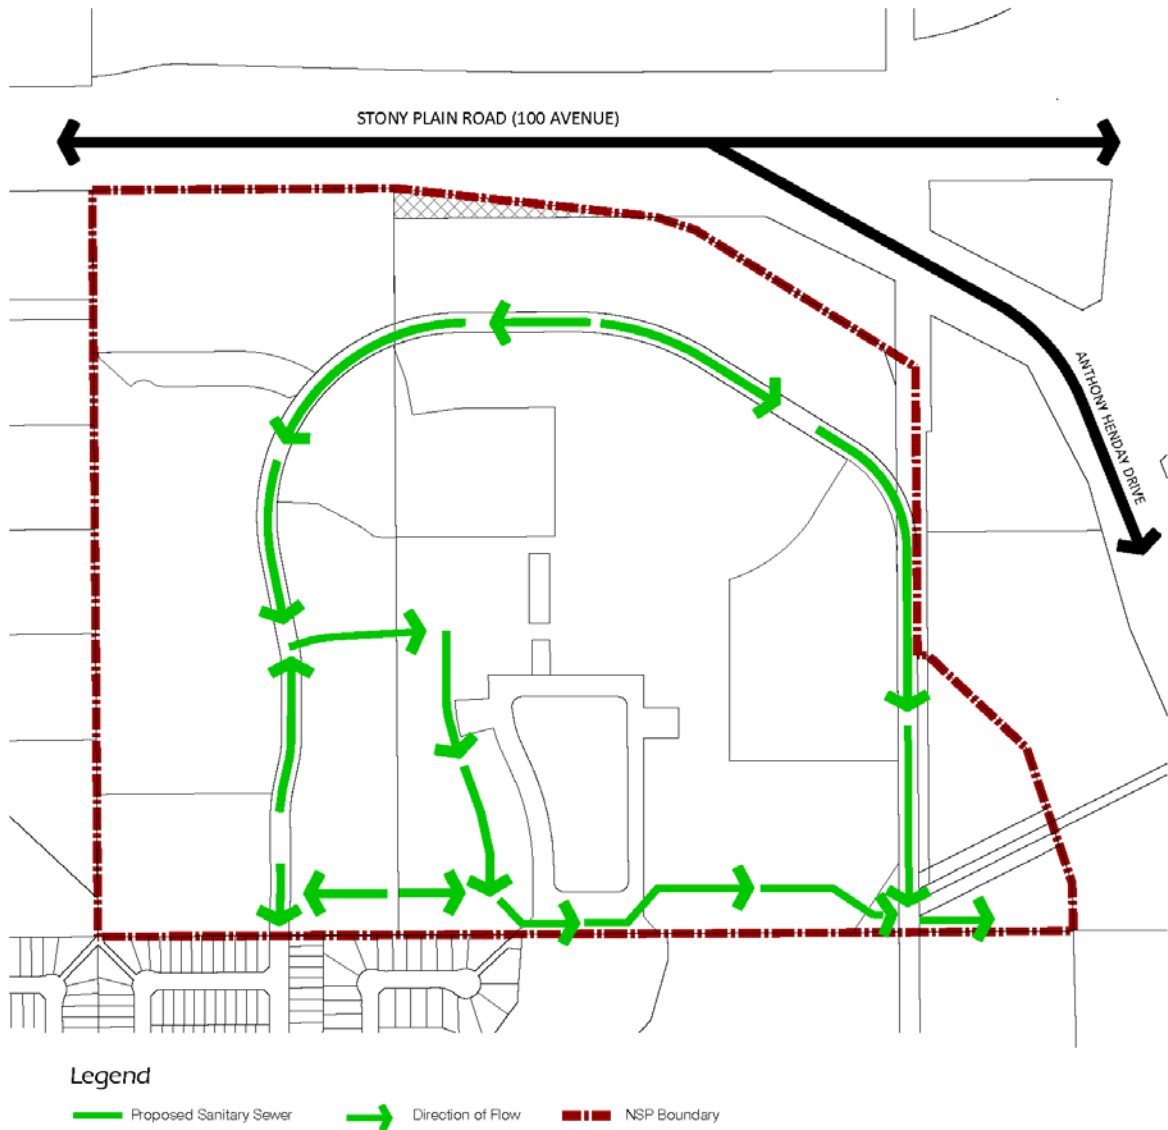 STONY PLAIN ROAD (100 AVENUE)
ANTHONY HENDAY DRIVE
Legend
Proposed Sanitary Sewer
Direction of Flow
NSP Boundary